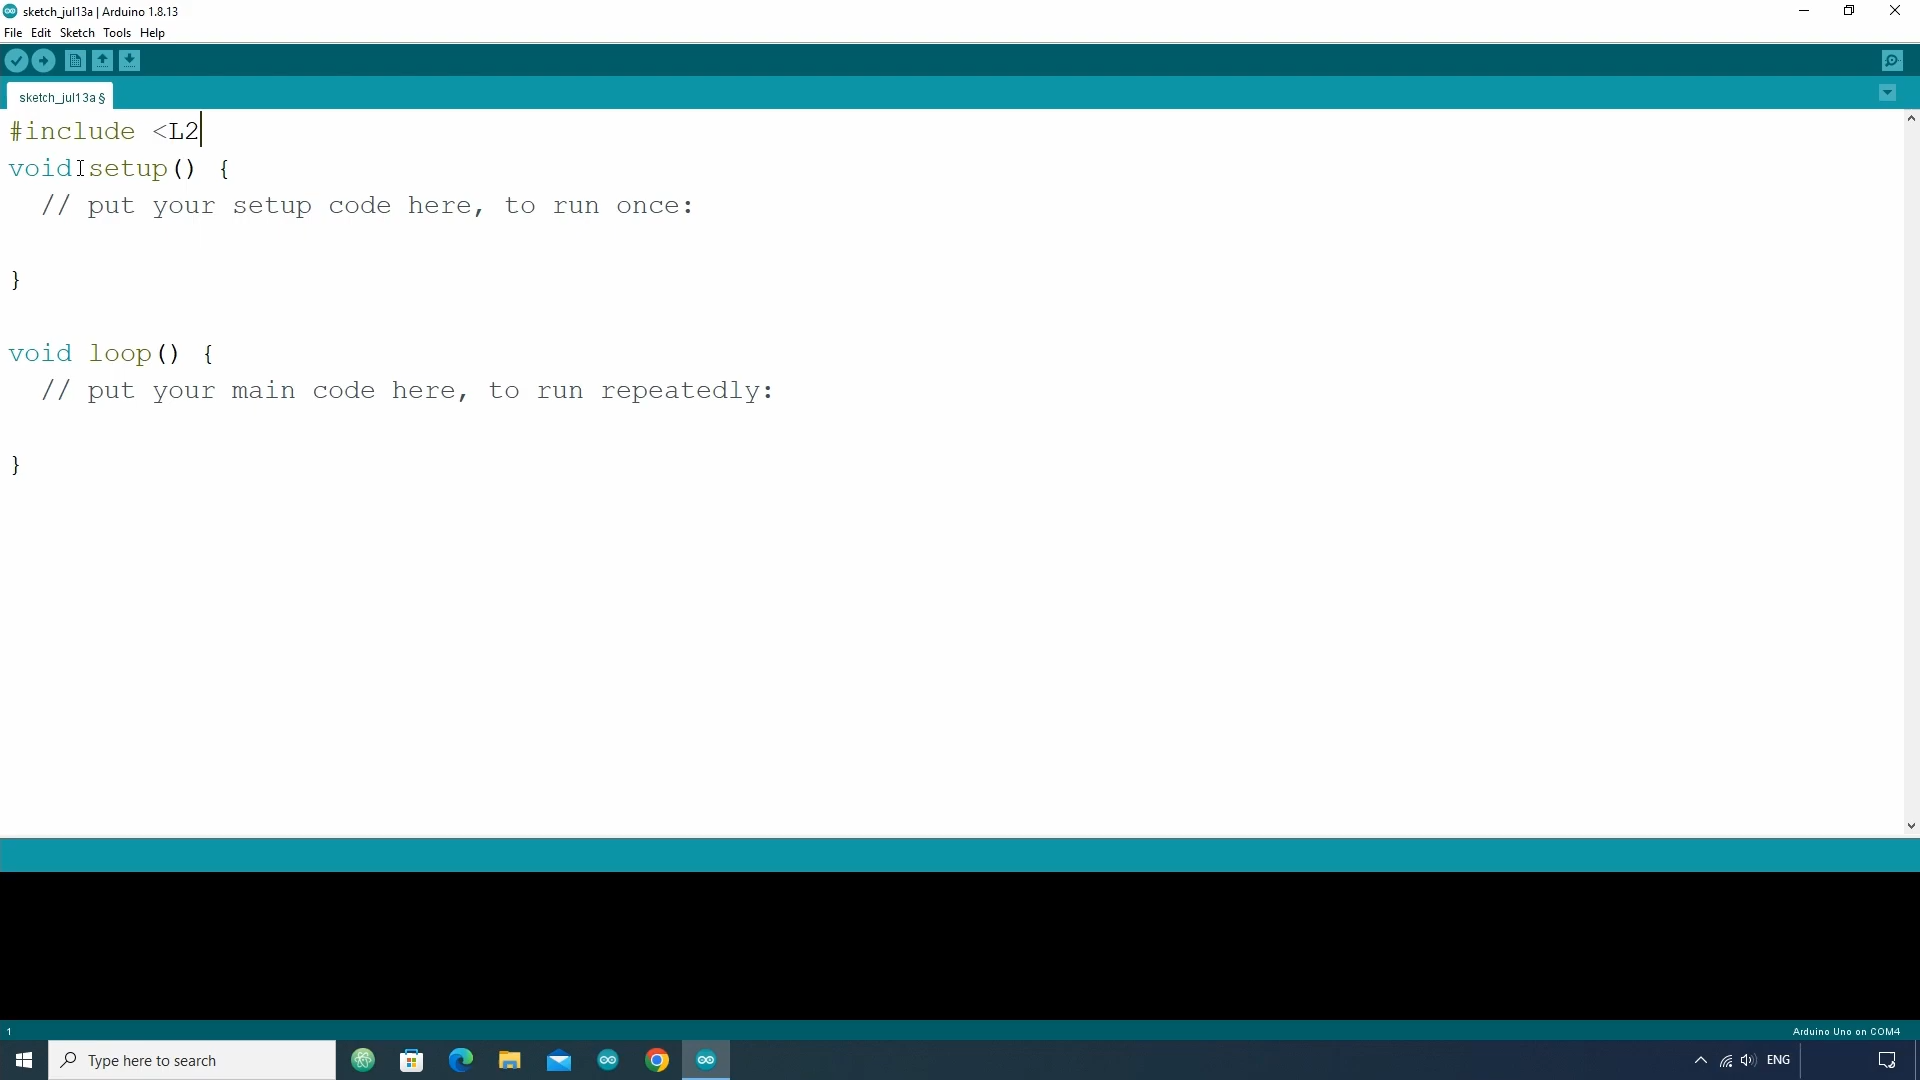 sketch_jul13a | Arduino 1.8.13
File Edit Sketch Tools Help
sketch_jul13a §
#include <L2
void setup() {
  // put your setup code here, to run once:
}
void loop() {
  // put your main code here, to run repeatedly:
}
1
Arduino Uno on COM4
Type here to search
ENG